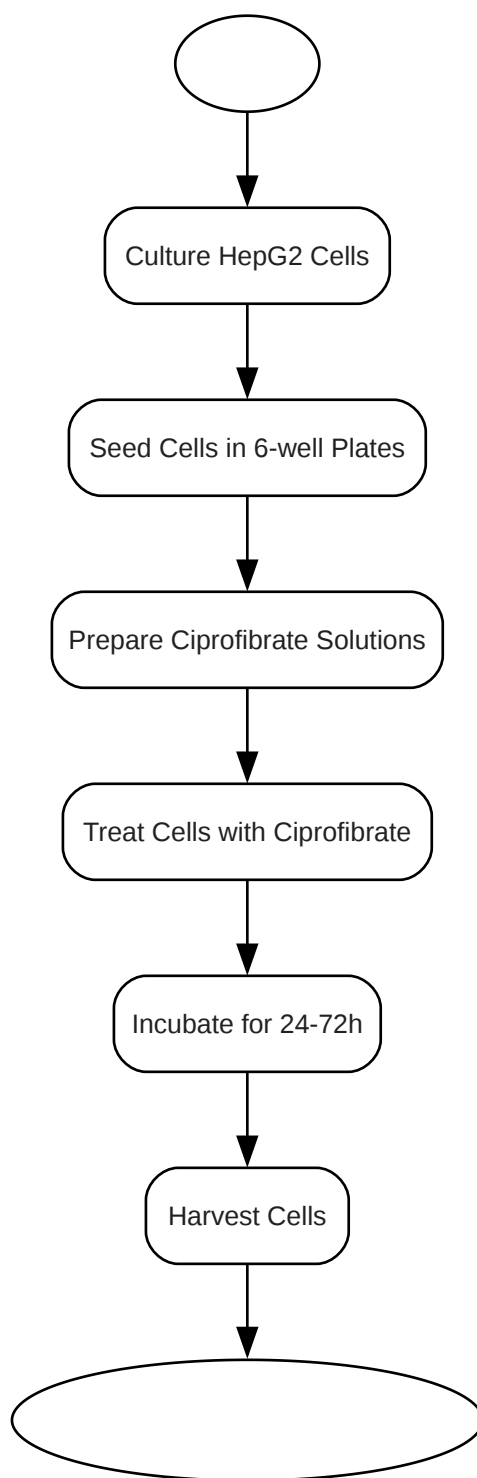 Culture HepG2 Cells
Seed Cells in 6-well Plates
Prepare Ciprofibrate Solutions
Treat Cells with Ciprofibrate
Incubate for 24-72h
Harvest Cells